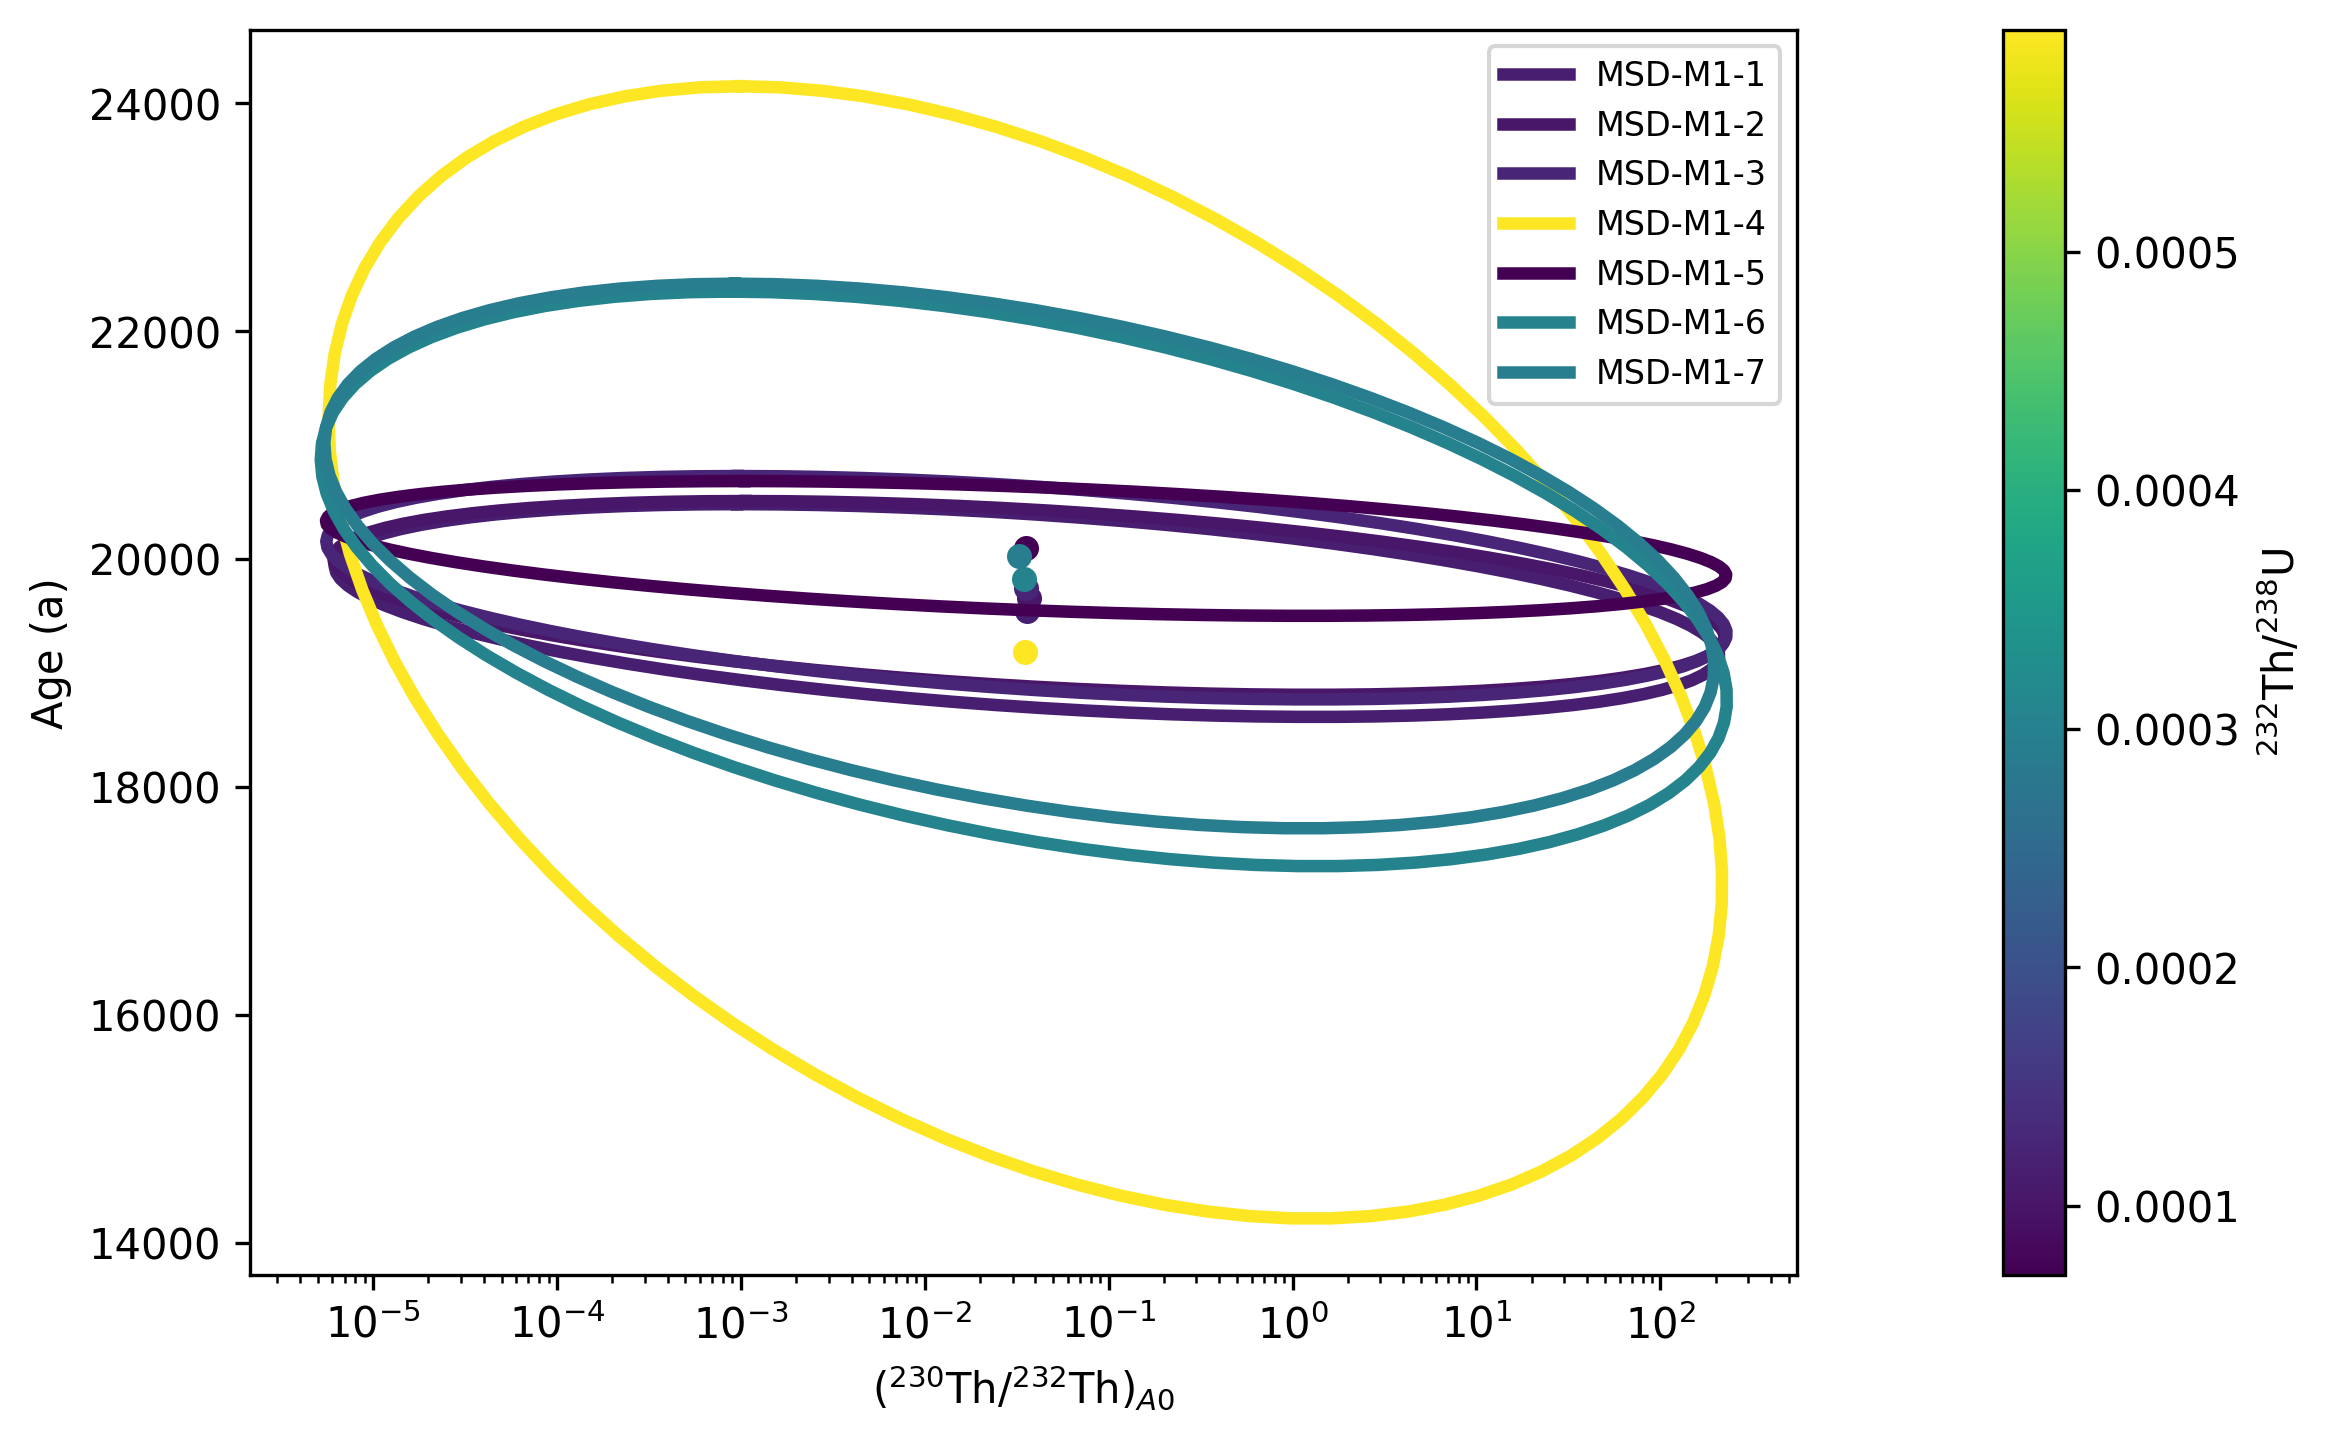 MSD-M1-1
MSD-M1-2
MSD-M1-3
MSD-M1-4
MSD-M1-5
MSD-M1-6
MSD-M1-7
24000
22000
20000
18000
16000
14000
Age (a)
10⁻⁵ 10⁻⁴ 10⁻³ 10⁻² 10⁻¹ 10⁰ 10¹ 10²
(²³⁰Th/²³²Th)A0
0.0005
0.0004
0.0003
0.0002
0.0001
²³²Th/²³⁸U